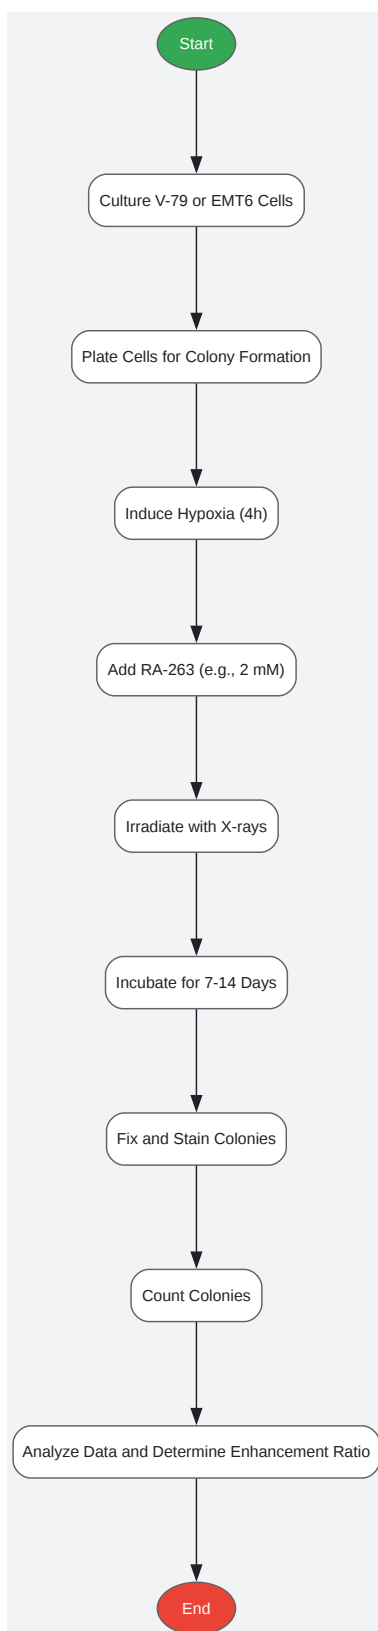 Start
Culture V-79 or EMT6 Cells
Plate Cells for Colony Formation
Induce Hypoxia (4h)
Add RA-263 (e.g., 2 mM)
Irradiate with X-rays
Incubate for 7-14 Days
Fix and Stain Colonies
Count Colonies
Analyze Data and Determine Enhancement Ratio
End